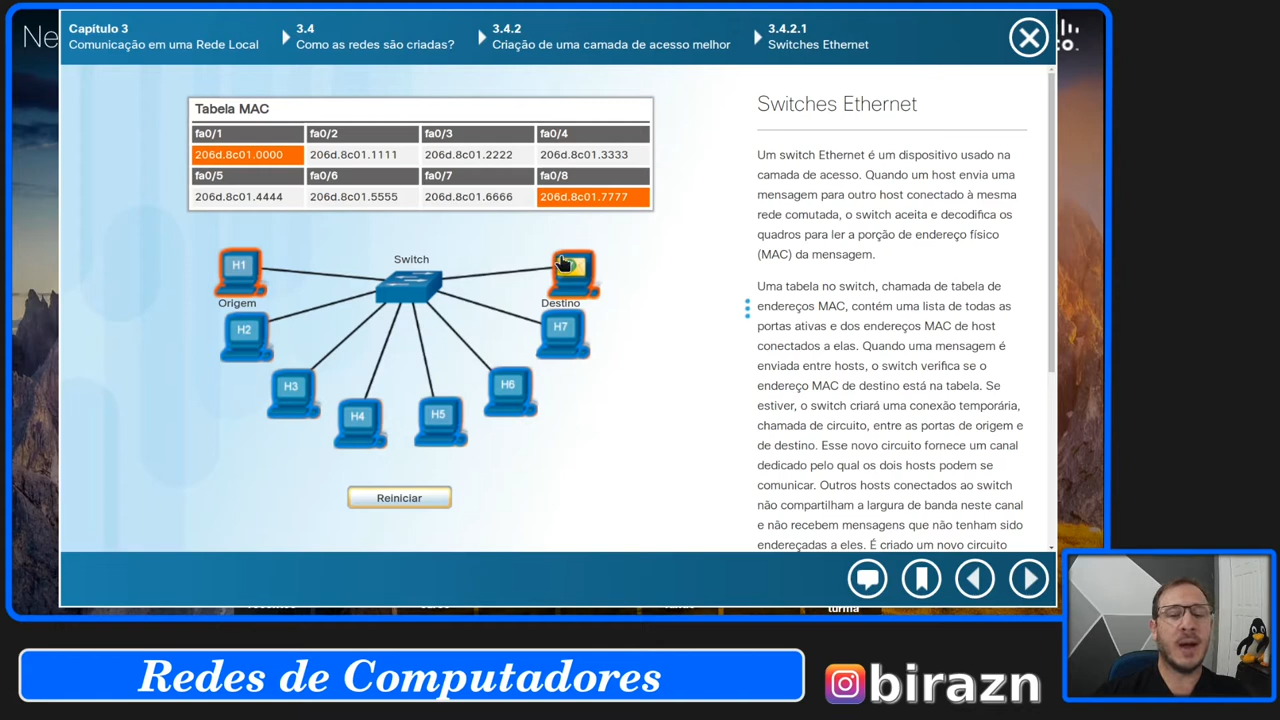 Ne
Capítulo 3
Comunicação em uma Rede Local
3.4
Como as redes são criadas?
3.4.2
Criação de uma camada de acesso melhor
3.4.2.1
Switches Ethernet
Tabela MAC
fa0/1 fa0/2 fa0/3 fa0/4
206d.8c01.0000 206d.8c01.1111 206d.8c01.2222 206d.8c01.3333
fa0/5 fa0/6 fa0/7 fa0/8
206d.8c01.4444 206d.8c01.5555 206d.8c01.6666 206d.8c01.7777
Switch
H1
Origem
Destino
H2
H7
H3
H6
H4
H5
Reiniciar
Switches Ethernet
Um switch Ethernet é um dispositivo usado na
camada de acesso. Quando um host envia uma
mensagem para outro host conectado à mesma
rede comutada, o switch aceita e decodifica os
quadros para ler a porção de endereço físico
(MAC) da mensagem.
Uma tabela no switch, chamada de tabela de
endereços MAC, contém uma lista de todas as
portas ativas e dos endereços MAC de host
conectados a elas. Quando uma mensagem é
enviada entre hosts, o switch verifica se o
endereço MAC de destino está na tabela. Se
estiver, o switch criará uma conexão temporária,
chamada de circuito, entre as portas de origem e
de destino. Esse novo circuito fornece um canal
dedicado pelo qual os dois hosts podem se
comunicar. Outros hosts conectados ao switch
não compartilham a largura de banda neste canal
e não recebem mensagens que não tenham sido
endereçadas a eles. É criado um novo circuito
turma
Redes de Computadores
birazn